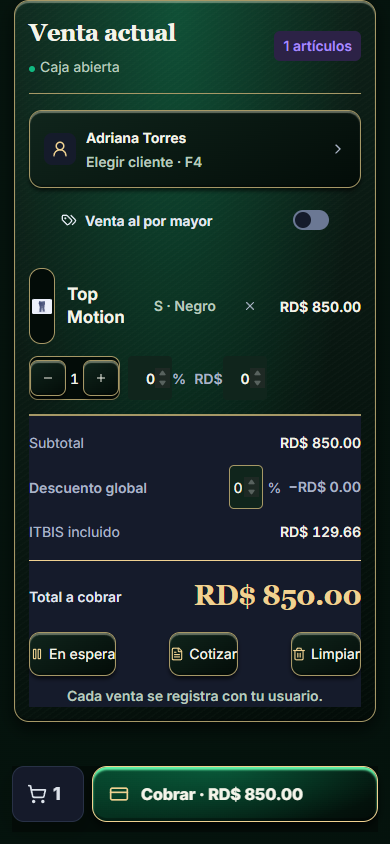 Venta actual
1 artículos
Caja abierta
Adriana Torres
Elegir cliente · F4
Venta al por mayor
Top
Motion
S · Negro
×
RD$ 850.00
− 1 +
0 % RD$ 0
Subtotal RD$ 850.00
Descuento global 0 % −RD$ 0.00
ITBIS incluido RD$ 129.66
Total a cobrar RD$ 850.00
En espera Cotizar Limpiar
Cada venta se registra con tu usuario.
1 Cobrar · RD$ 850.00